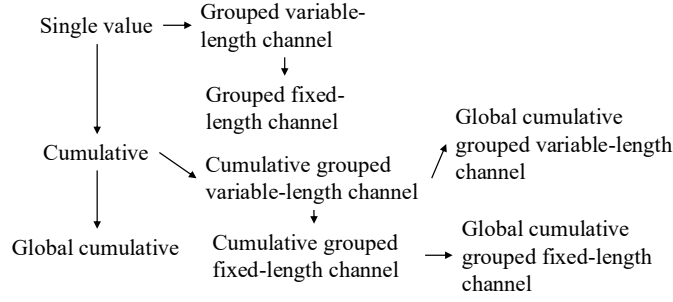 Single value
Grouped variable-
length channel
Grouped fixed-
length channel
Cumulative
Cumulative grouped
variable-length channel
Global cumulative
grouped variable-length
channel
Global cumulative
Cumulative grouped
fixed-length channel
Global cumulative
grouped fixed-length
channel